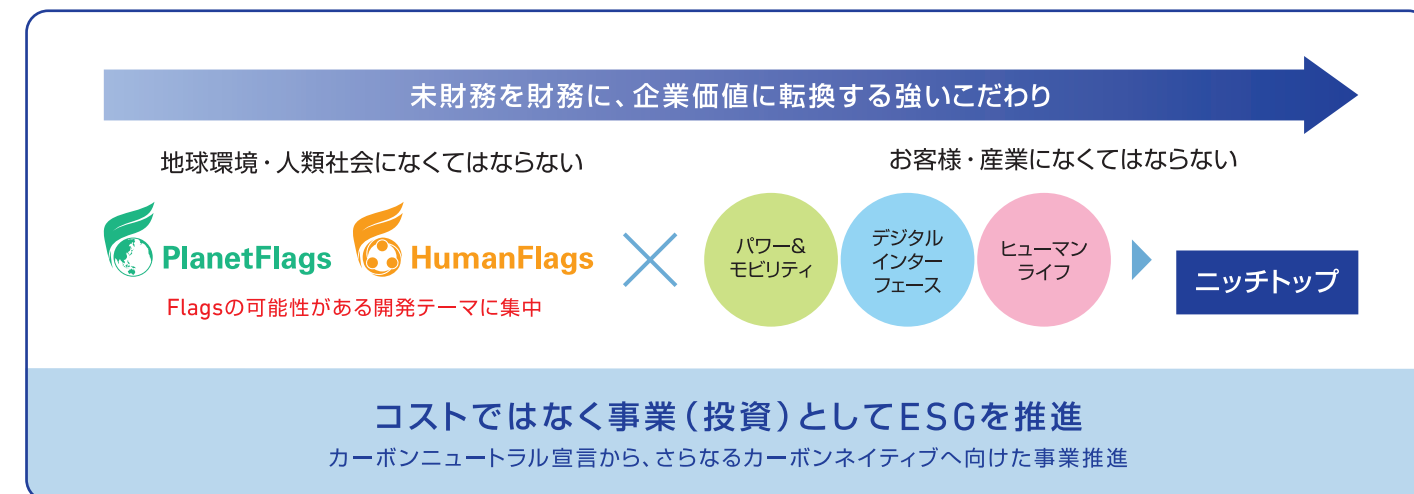 未財務を財務に、企業価値に転換する強いこだわり
地球環境・人類社会になくてはならない
お客様・産業になくてはならない
PlanetFlags
HumanFlags
Flagsの可能性がある開発テーマに集中
パワー&
モビリティ
デジタル
インター
フェース
ヒューマン
ライフ
ニッチトップ
コストではなく事業(投資)としてESGを推進
カーボンニュートラル宣言から、さらなるカーボンネイティブへ向けた事業推進